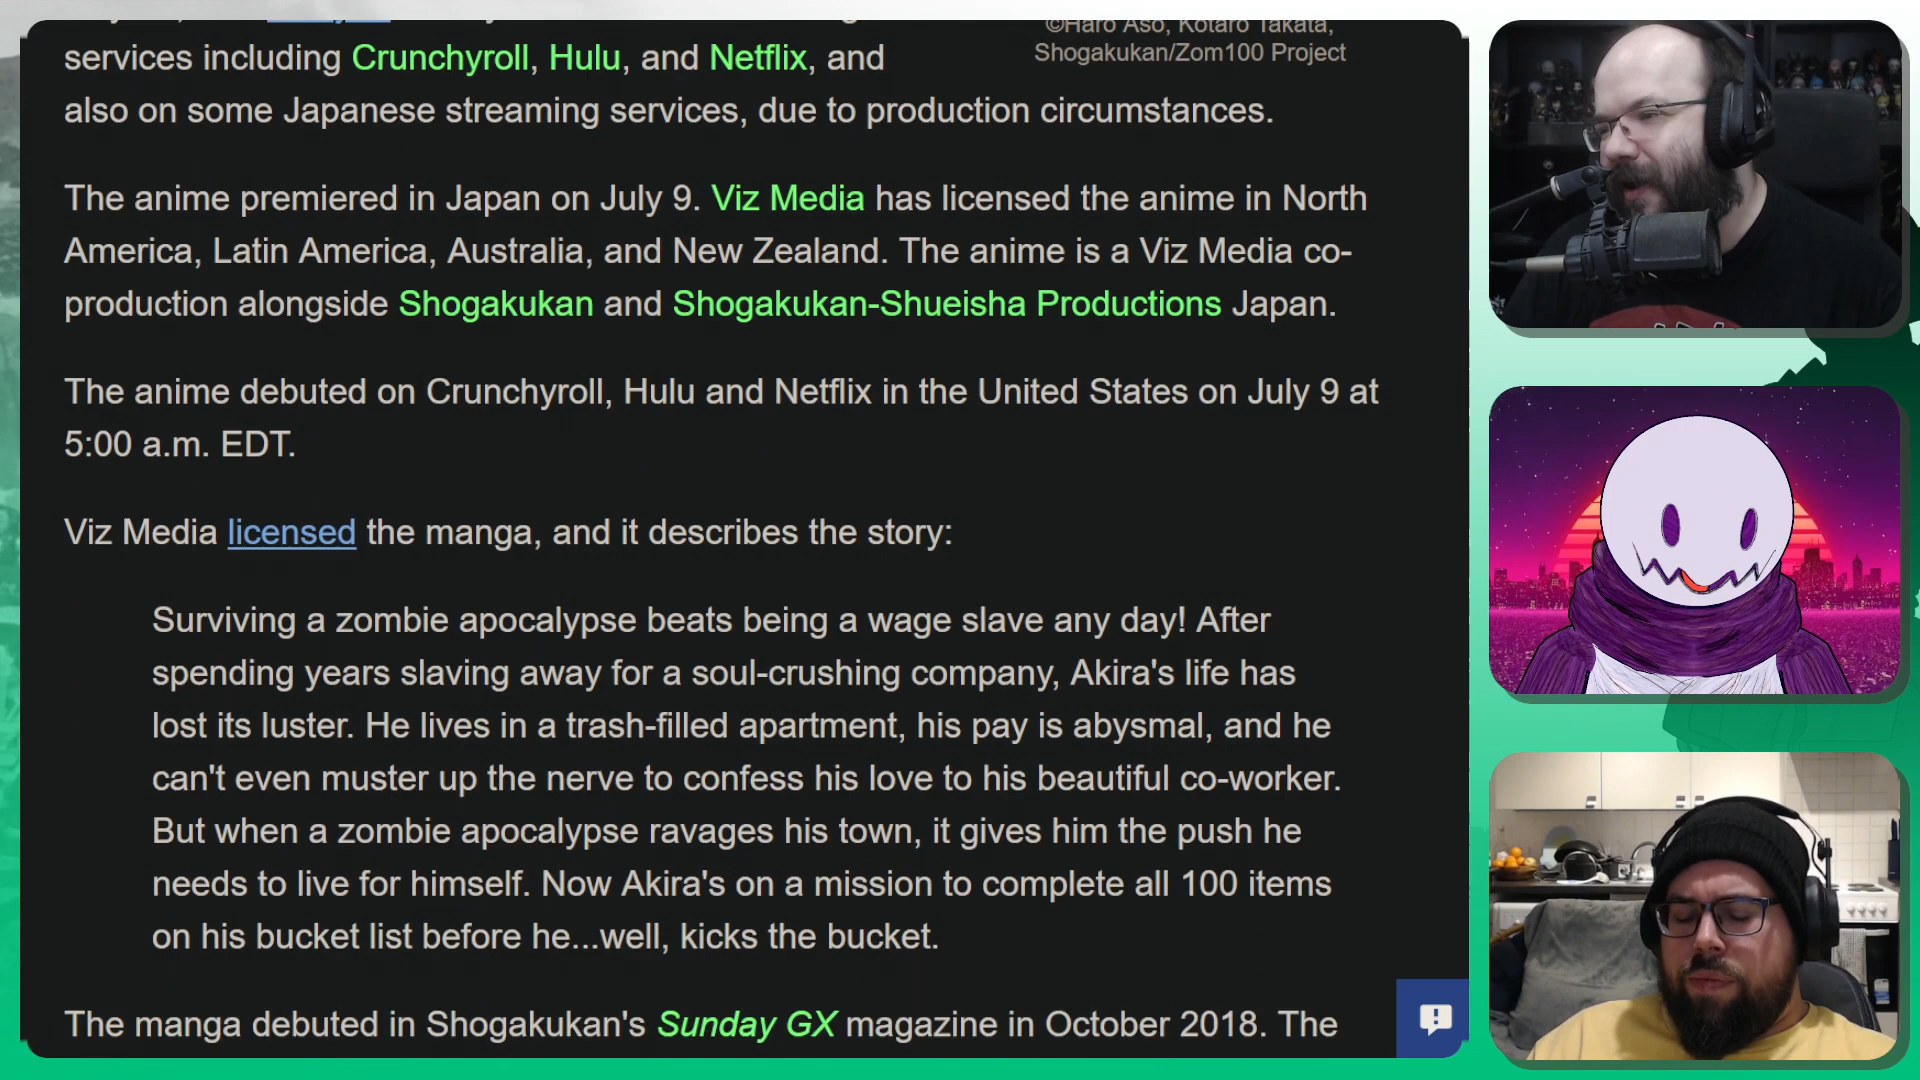 ©Haro Aso, Kotaro Takata,
Shogakukan/Zom100 Project
services including Crunchyroll, Hulu, and Netflix, and
also on some Japanese streaming services, due to production circumstances.
The anime premiered in Japan on July 9. Viz Media has licensed the anime in North
America, Latin America, Australia, and New Zealand. The anime is a Viz Media co-
production alongside Shogakukan and Shogakukan-Shueisha Productions Japan.
The anime debuted on Crunchyroll, Hulu and Netflix in the United States on July 9 at
5:00 a.m. EDT.
Viz Media licensed the manga, and it describes the story:
Surviving a zombie apocalypse beats being a wage slave any day! After
spending years slaving away for a soul-crushing company, Akira's life has
lost its luster. He lives in a trash-filled apartment, his pay is abysmal, and he
can't even muster up the nerve to confess his love to his beautiful co-worker.
But when a zombie apocalypse ravages his town, it gives him the push he
needs to live for himself. Now Akira's on a mission to complete all 100 items
on his bucket list before he...well, kicks the bucket.
The manga debuted in Shogakukan's Sunday GX magazine in October 2018. The